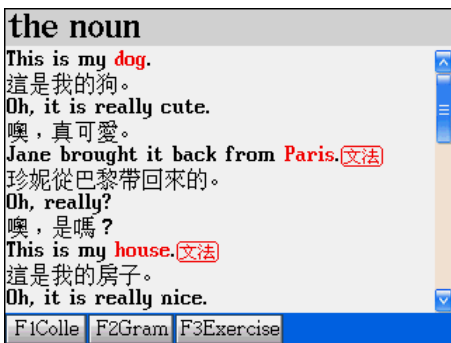 the noun
This is my dog.
這是我的狗。
Oh, it is really cute.
噢，真可愛。
Jane brought it back from Paris.文法
珍妮從巴黎帶回來的。
Oh, really?
噢，是嗎？
This is my house.文法
這是我的房子。
Oh, it is really nice.
F1Colle F2Gram F3Exercise